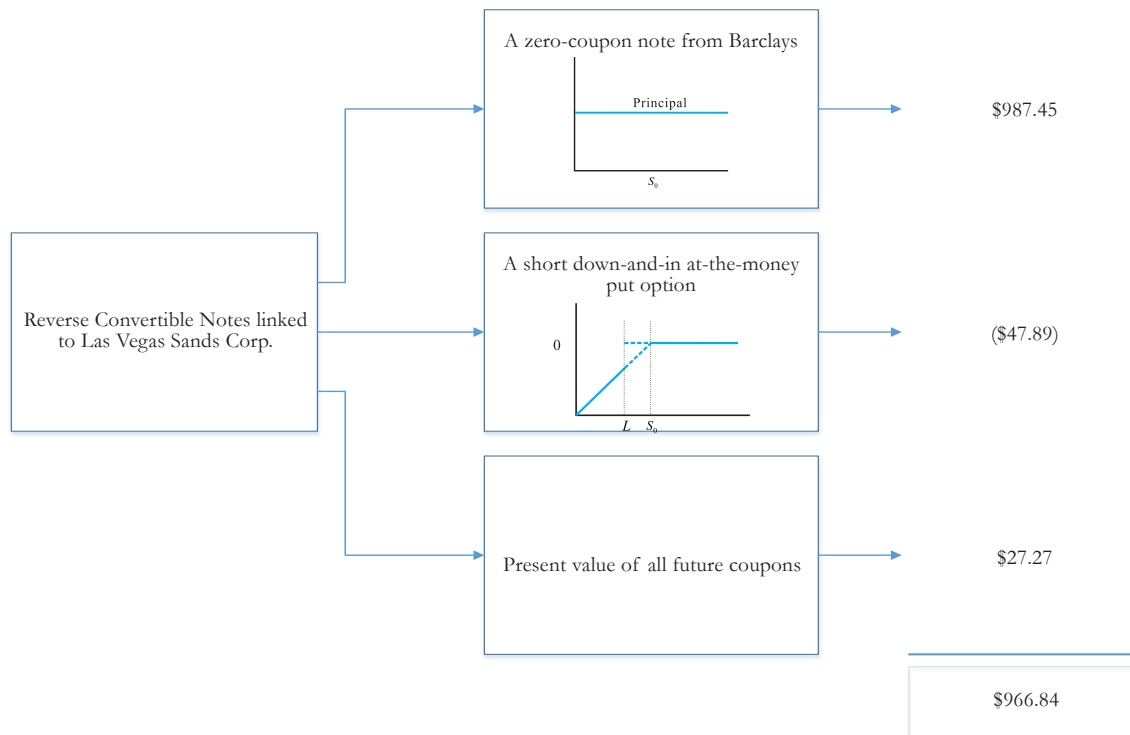 A zero-coupon note from Barclays
Principal
S₀
$987.45
Reverse Convertible Notes linked
to Las Vegas Sands Corp.
A short down-and-in at-the-money
put option
0
L S₀
($47.89)
Present value of all future coupons
$27.27
$966.84